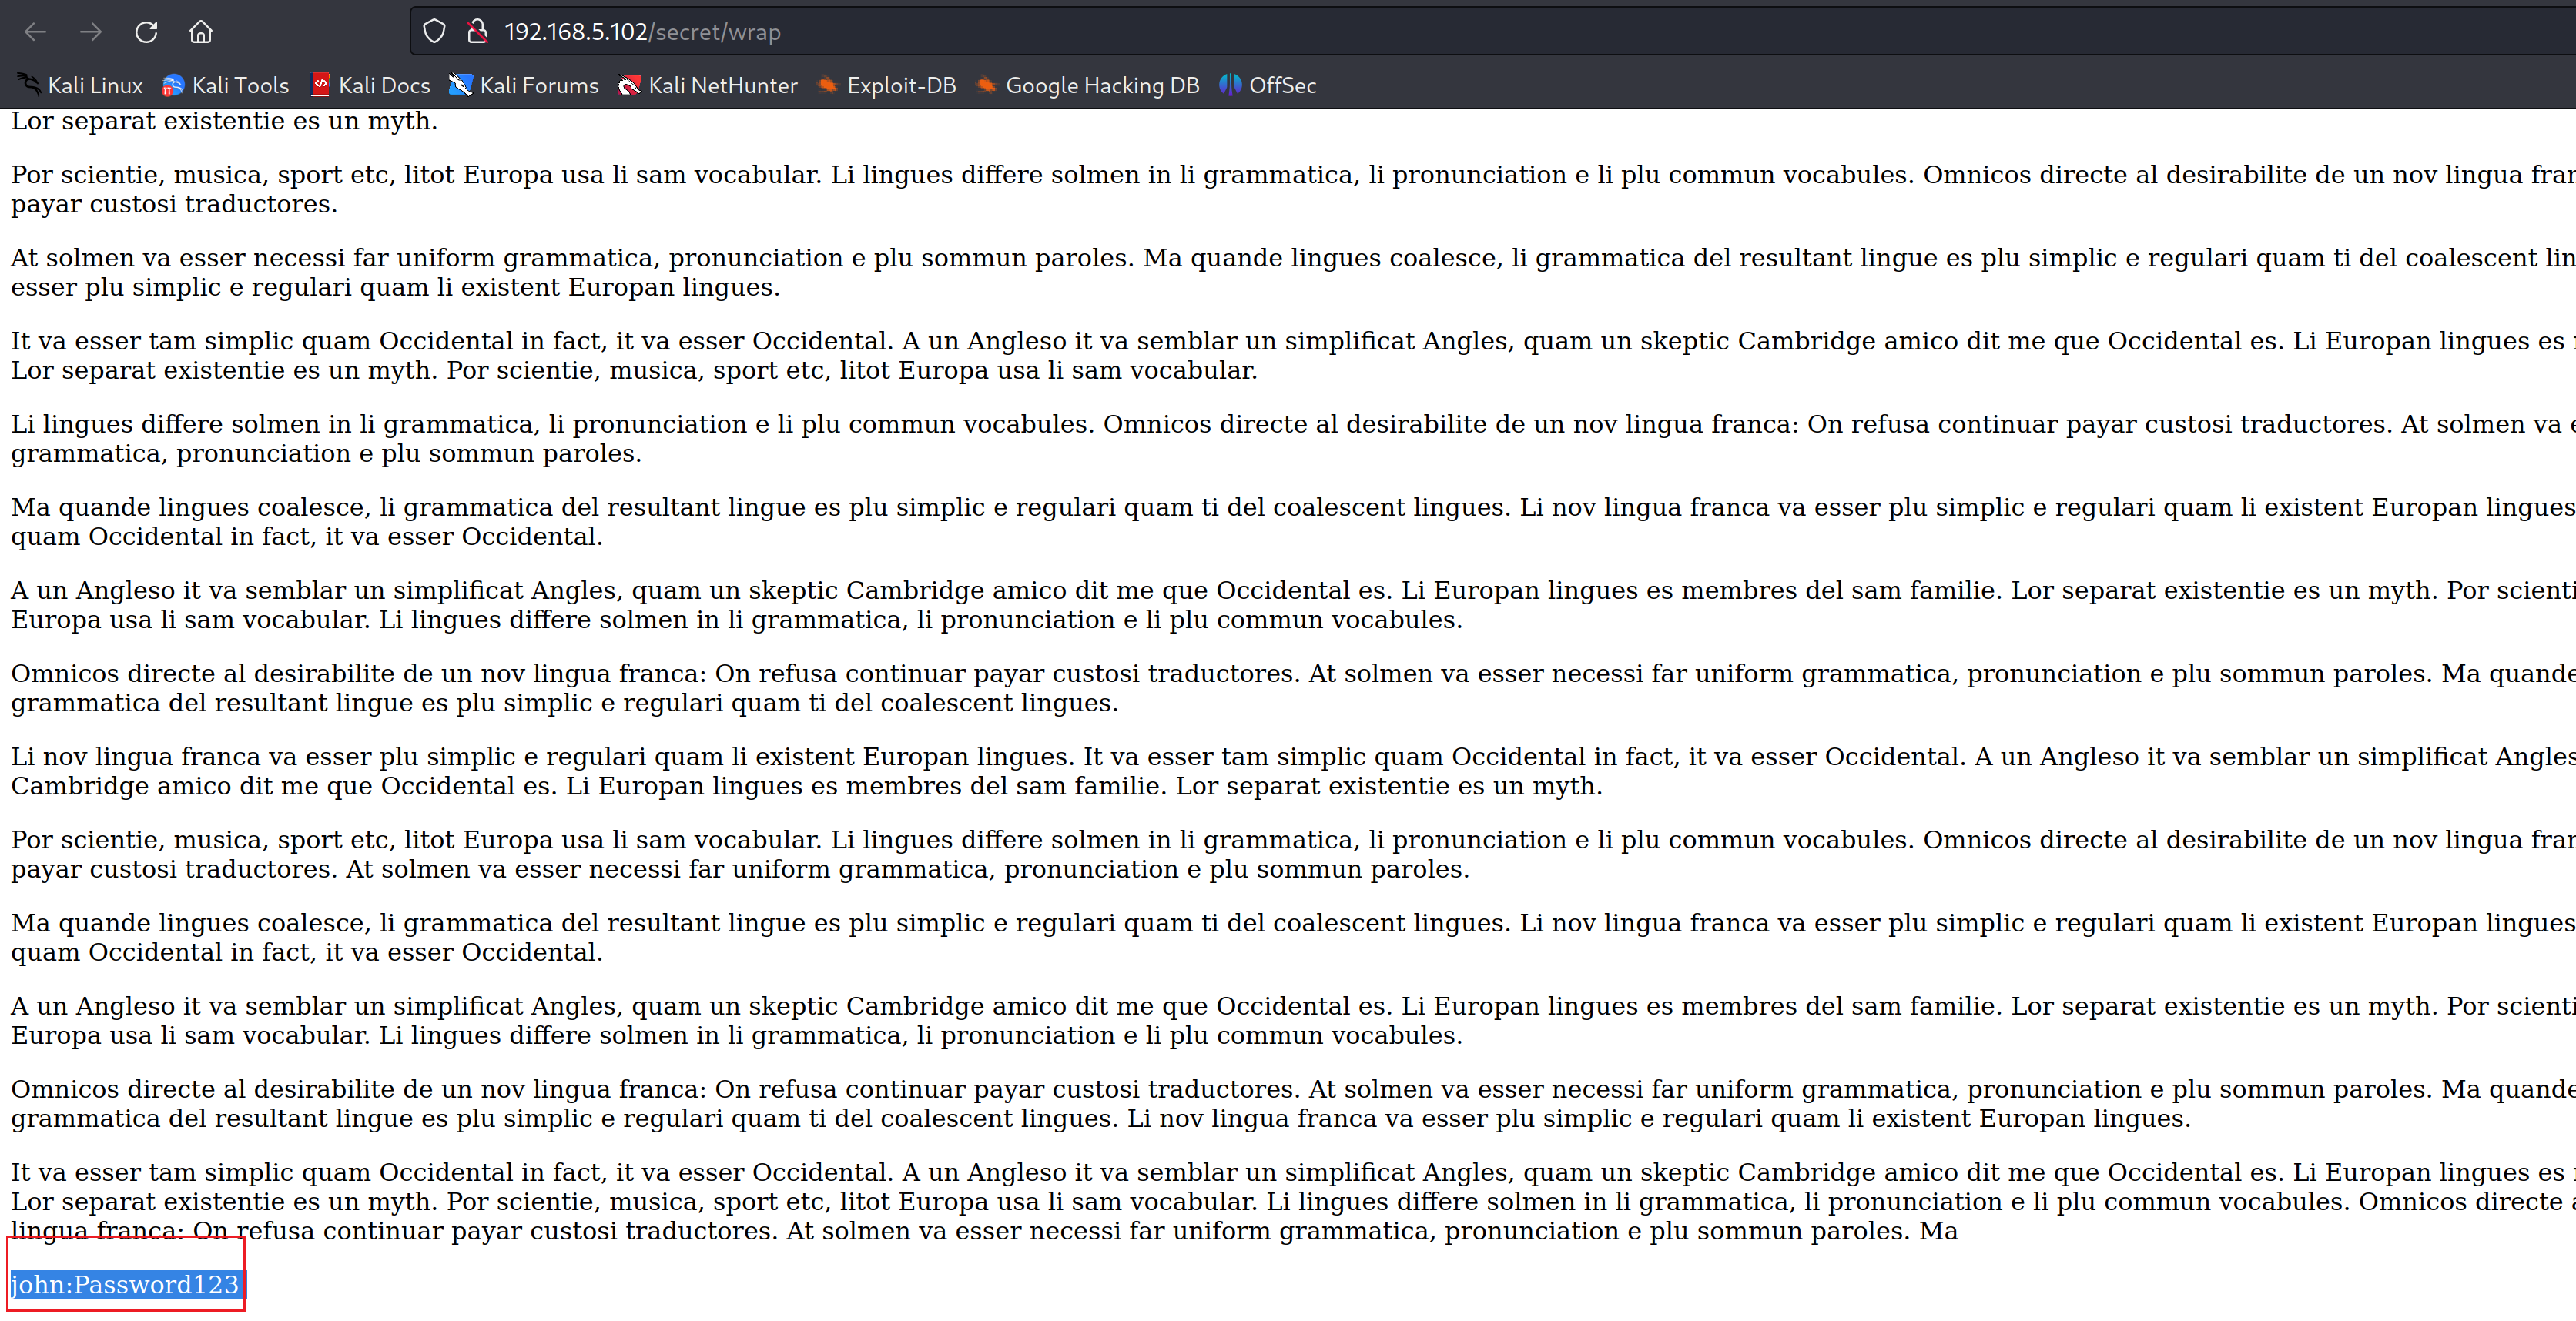 192.168.5.102/secret/wrap
Kali Linux Kali Tools Kali Docs Kali Forums Kali NetHunter Exploit-DB Google Hacking DB OffSec
Lor separat existentie es un myth.
Por scientie, musica, sport etc, litot Europa usa li sam vocabular. Li lingues differe solmen in li grammatica, li pronunciation e li plu commun vocabules. Omnicos directe al desirabilite de un nov lingua
payar custosi traductores.
At solmen va esser necessi far uniform grammatica, pronunciation e plu sommun paroles. Ma quande lingues coalesce, li grammatica del resultant lingue es plu simplic e regulari quam ti del coalescent
esser plu simplic e regulari quam li existent Europan lingues.
It va esser tam simplic quam Occidental in fact, it va esser Occidental. A un Angleso it va semblar un simplificat Angles, quam un skeptic Cambridge amico dit me que Occidental es. Li Europan lingues es
Lor separat existentie es un myth. Por scientie, musica, sport etc, litot Europa usa li sam vocabular.
Li lingues differe solmen in li grammatica, li pronunciation e li plu commun vocabules. Omnicos directe al desirabilite de un nov lingua franca: On refusa continuar payar custosi traductores. At solmen va
grammatica, pronunciation e plu sommun paroles.
Ma quande lingues coalesce, li grammatica del resultant lingue es plu simplic e regulari quam ti del coalescent lingues. Li nov lingua franca va esser plu simplic e regulari quam li existent Europan lingues
quam Occidental in fact, it va esser Occidental.
A un Angleso it va semblar un simplificat Angles, quam un skeptic Cambridge amico dit me que Occidental es. Li Europan lingues es membres del sam familie. Lor separat existentie es un myth. Por
Europa usa li sam vocabular. Li lingues differe solmen in li grammatica, li pronunciation e li plu commun vocabules.
Omnicos directe al desirabilite de un nov lingua franca: On refusa continuar payar custosi traductores. At solmen va esser necessi far uniform grammatica, pronunciation e plu sommun paroles. Ma quande
grammatica del resultant lingue es plu simplic e regulari quam ti del coalescent lingues.
Li nov lingua franca va esser plu simplic e regulari quam li existent Europan lingues. It va esser tam simplic quam Occidental in fact, it va esser Occidental. A un Angleso it va semblar un simplificat Angles
Cambridge amico dit me que Occidental es. Li Europan lingues es membres del sam familie. Lor separat existentie es un myth.
Por scientie, musica, sport etc, litot Europa usa li sam vocabular. Li lingues differe solmen in li grammatica, li pronunciation e li plu commun vocabules. Omnicos directe al desirabilite de un nov lingua
payar custosi traductores. At solmen va esser necessi far uniform grammatica, pronunciation e plu sommun paroles.
Ma quande lingues coalesce, li grammatica del resultant lingue es plu simplic e regulari quam ti del coalescent lingues. Li nov lingua franca va esser plu simplic e regulari quam li existent Europan lingues
quam Occidental in fact, it va esser Occidental.
A un Angleso it va semblar un simplificat Angles, quam un skeptic Cambridge amico dit me que Occidental es. Li Europan lingues es membres del sam familie. Lor separat existentie es un myth. Por
Europa usa li sam vocabular. Li lingues differe solmen in li grammatica, li pronunciation e li plu commun vocabules.
Omnicos directe al desirabilite de un nov lingua franca: On refusa continuar payar custosi traductores. At solmen va esser necessi far uniform grammatica, pronunciation e plu sommun paroles. Ma quande
grammatica del resultant lingue es plu simplic e regulari quam ti del coalescent lingues. Li nov lingua franca va esser plu simplic e regulari quam li existent Europan lingues.
It va esser tam simplic quam Occidental in fact, it va esser Occidental. A un Angleso it va semblar un simplificat Angles, quam un skeptic Cambridge amico dit me que Occidental es. Li Europan lingues es
Lor separat existentie es un myth. Por scientie, musica, sport etc, litot Europa usa li sam vocabular. Li lingues differe solmen in li grammatica, li pronunciation e li plu commun vocabules. Omnicos directe
lingua franca: On refusa continuar payar custosi traductores. At solmen va esser necessi far uniform grammatica, pronunciation e plu sommun paroles. Ma
john:Password123